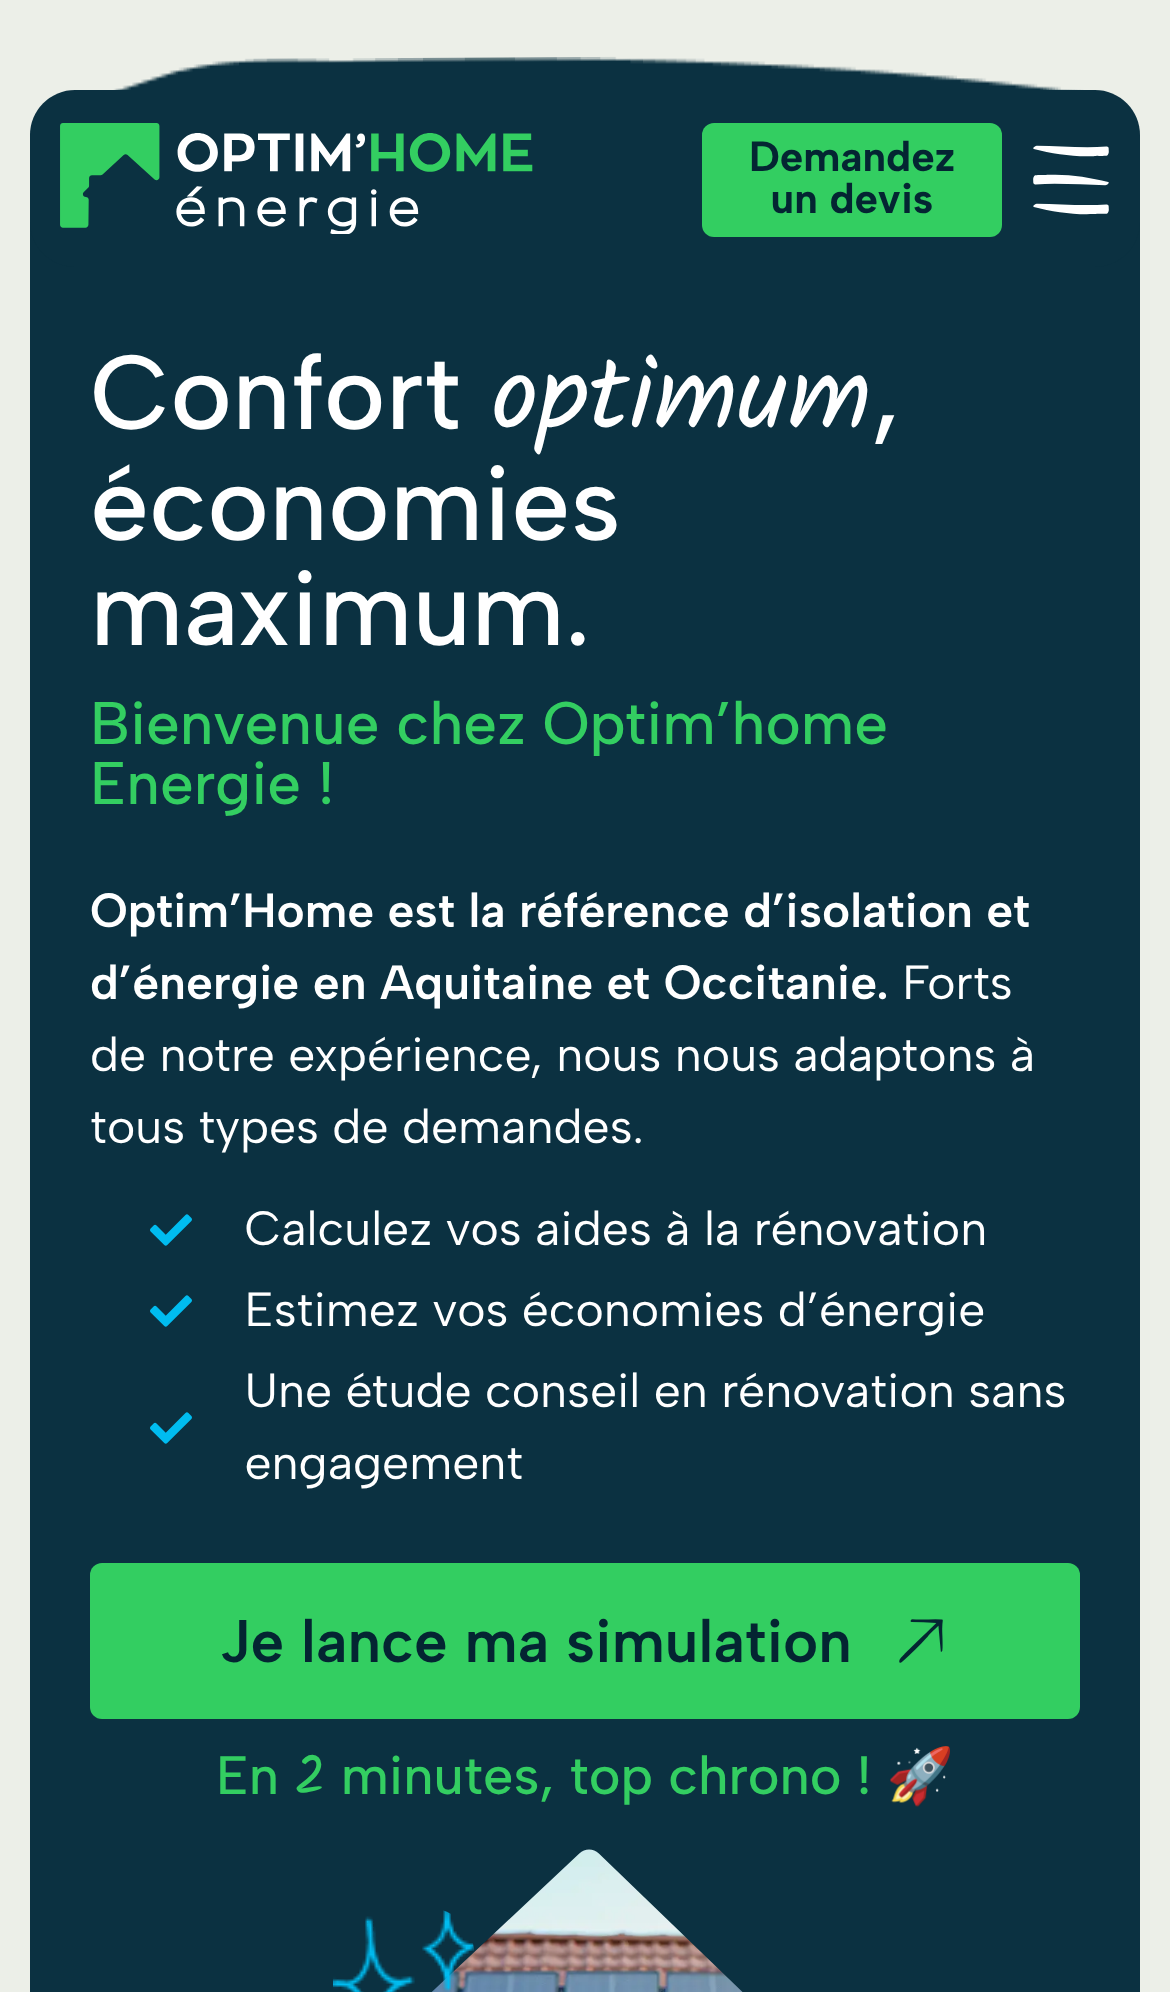 OPTIM’HOME
énergie
Demandez
un devis
Confort optimum,
économies
maximum.
Bienvenue chez Optim’home
Energie !
Optim’Home est la référence d’isolation et
d’énergie en Aquitaine et Occitanie. Forts
de notre expérience, nous nous adaptons à
tous types de demandes.
Calculez vos aides à la rénovation
Estimez vos économies d’énergie
Une étude conseil en rénovation sans
engagement
Je lance ma simulation
En 2 minutes, top chrono ! 🚀